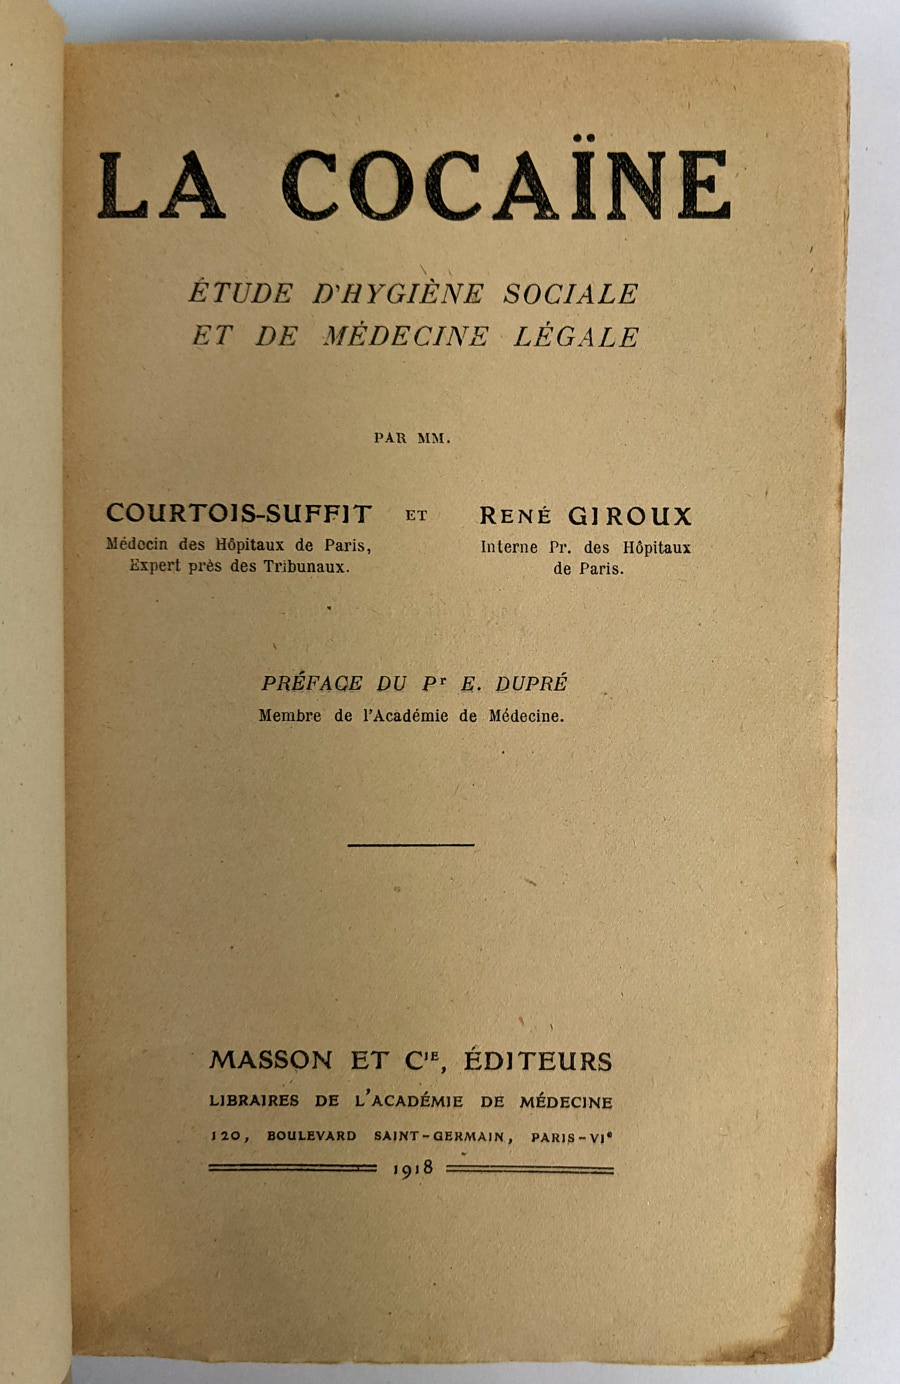 LA COCAÏNE
ÉTUDE D'HYGIÈNE SOCIALE
ET DE MÉDECINE LÉGALE
PAR MM.
COURTOIS-SUFFIT ET RENÉ GIROUX
Médecin des Hôpitaux de Paris, Interne Pr. des Hôpitaux
Expert près des Tribunaux. de Paris.
PRÉFACE DU Pr E. DUPRÉ
Membre de l'Académie de Médecine.
MASSON ET CIE, ÉDITEURS
LIBRAIRES DE L'ACADÉMIE DE MÉDECINE
120, BOULEVARD SAINT-GERMAIN, PARIS-VIe
1918